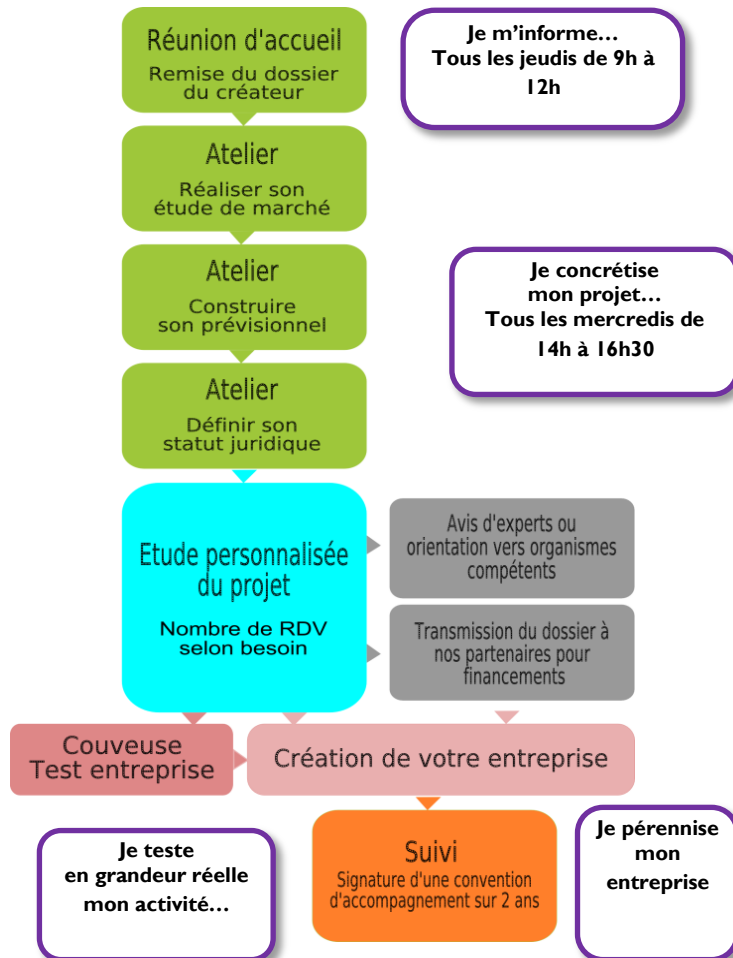 Réunion d'accueil
Remise du dossier
du créateur
Je m’informe…
Tous les jeudis de 9h à
12h
Atelier
Réaliser son
étude de marché
Atelier
Construire
son prévisionnel
Je concrétise
mon projet…
Tous les mercredis de
14h à 16h30
Atelier
Définir son
statut juridique
Etude personnalisée
du projet
Nombre de RDV
selon besoin
Avis d'experts ou
orientation vers organismes
compétents
Transmission du dossier à
nos partenaires pour
financements
Couveuse
Test entreprise
Création de votre entreprise
Je teste
en grandeur réelle
mon activité…
Suivi
Signature d'une convention
d'accompagnement sur 2 ans
Je pérennise
mon
entreprise